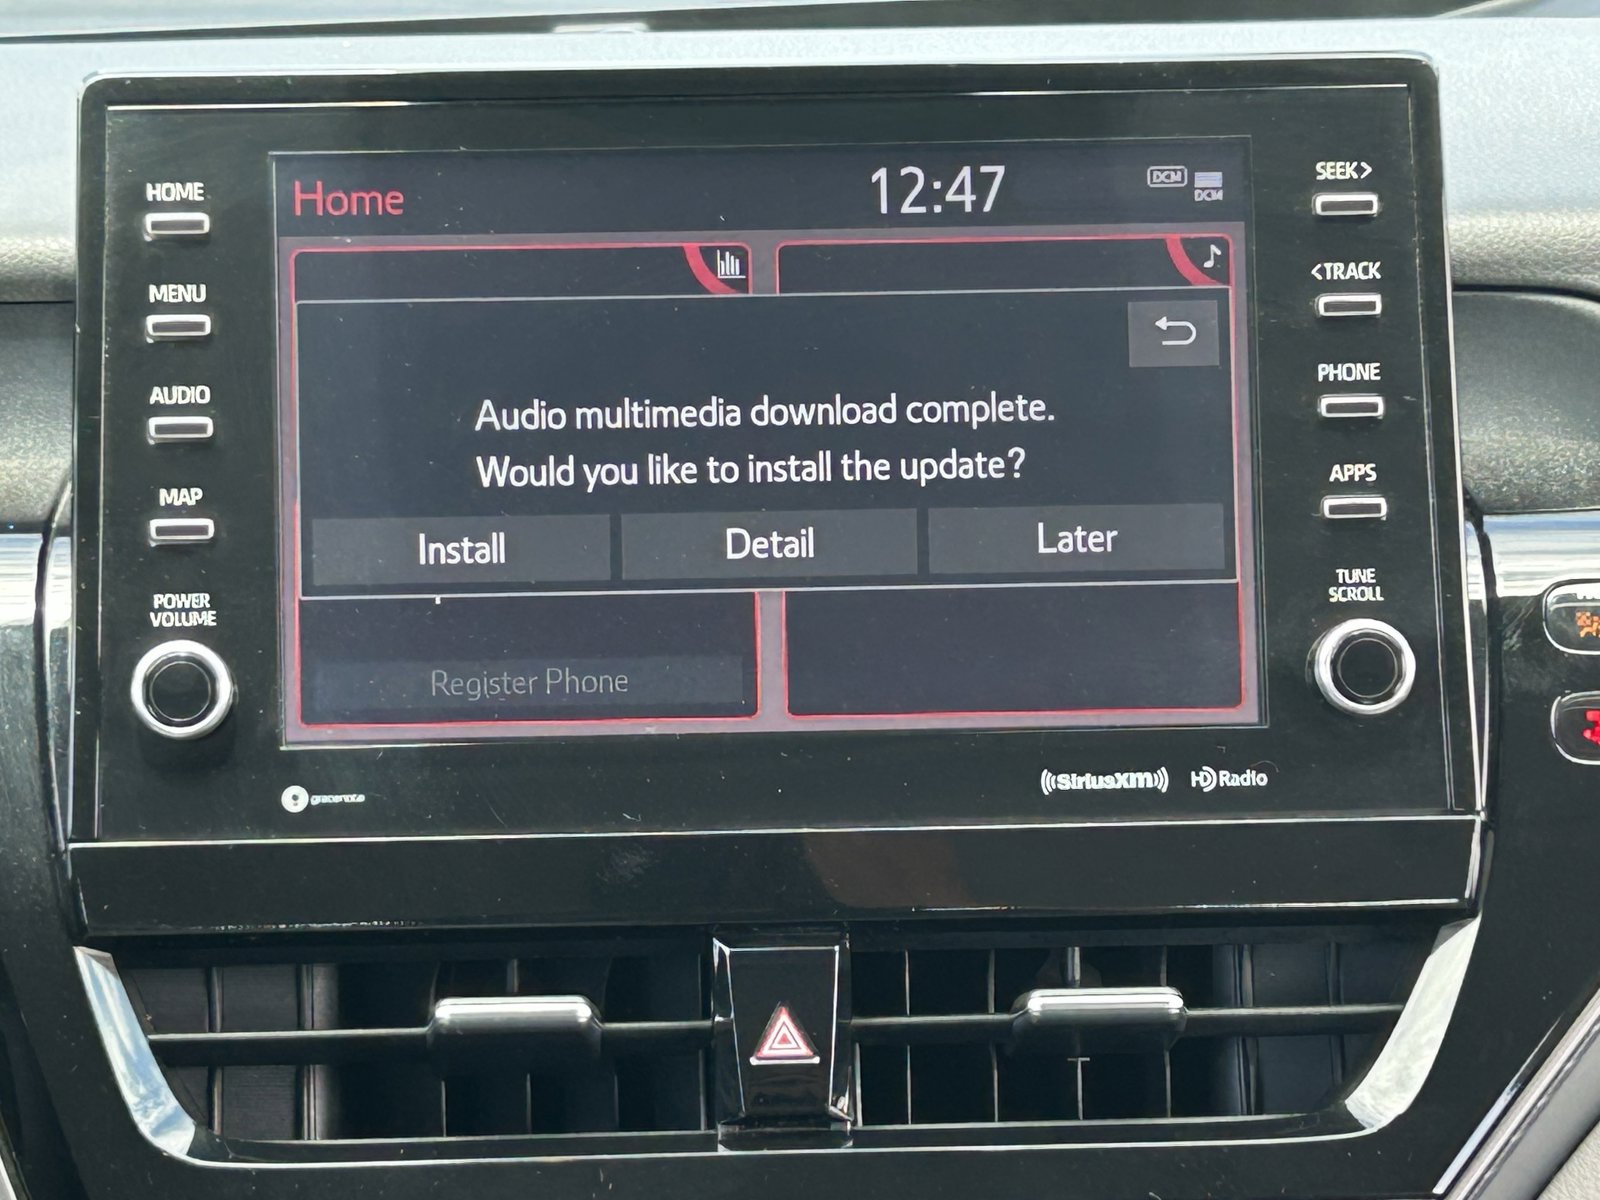 HOME
MENU
AUDIO
MAP
POWER
VOLUME
Home
12:47
DCM
DCM
Audio multimedia download complete.
Would you like to install the update?
Install
Detail
Later
Register Phone
SEEK>
<TRACK
PHONE
APPS
TUNE
SCROLL
gracenote
((SiriusXM))
HD Radio